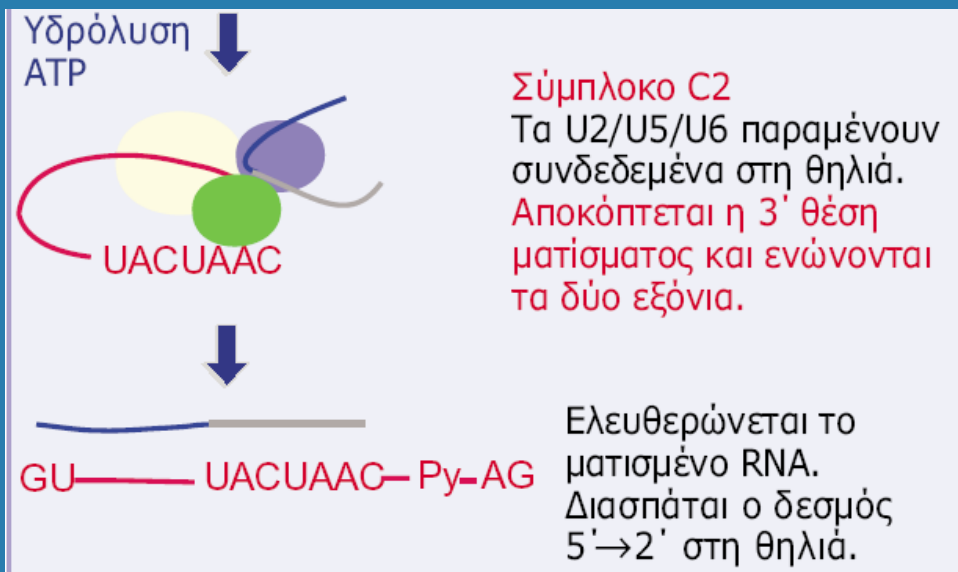 Υδρόλυση
ATP
Σύμπλοκο C2
Τα U2/U5/U6 παραμένουν
συνδεδεμένα στη θηλιά.
Αποκόπτεται η 3΄ θέση
ματίσματος και ενώνονται
τα δύο εξόνια.
UACUAAC
Ελευθερώνεται το
ματισμένο RNA.
Διασπάται ο δεσμός
5΄→2΄ στη θηλιά.
GU UACUAAC Py AG